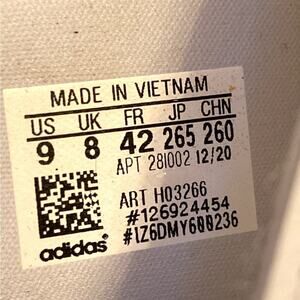 MADE IN VIETNAM
US UK FR JP CHN
9 8 42 265 260
APT 281002 12/20
ART H03266
#126924454
#1Z6DMY600236
adidas